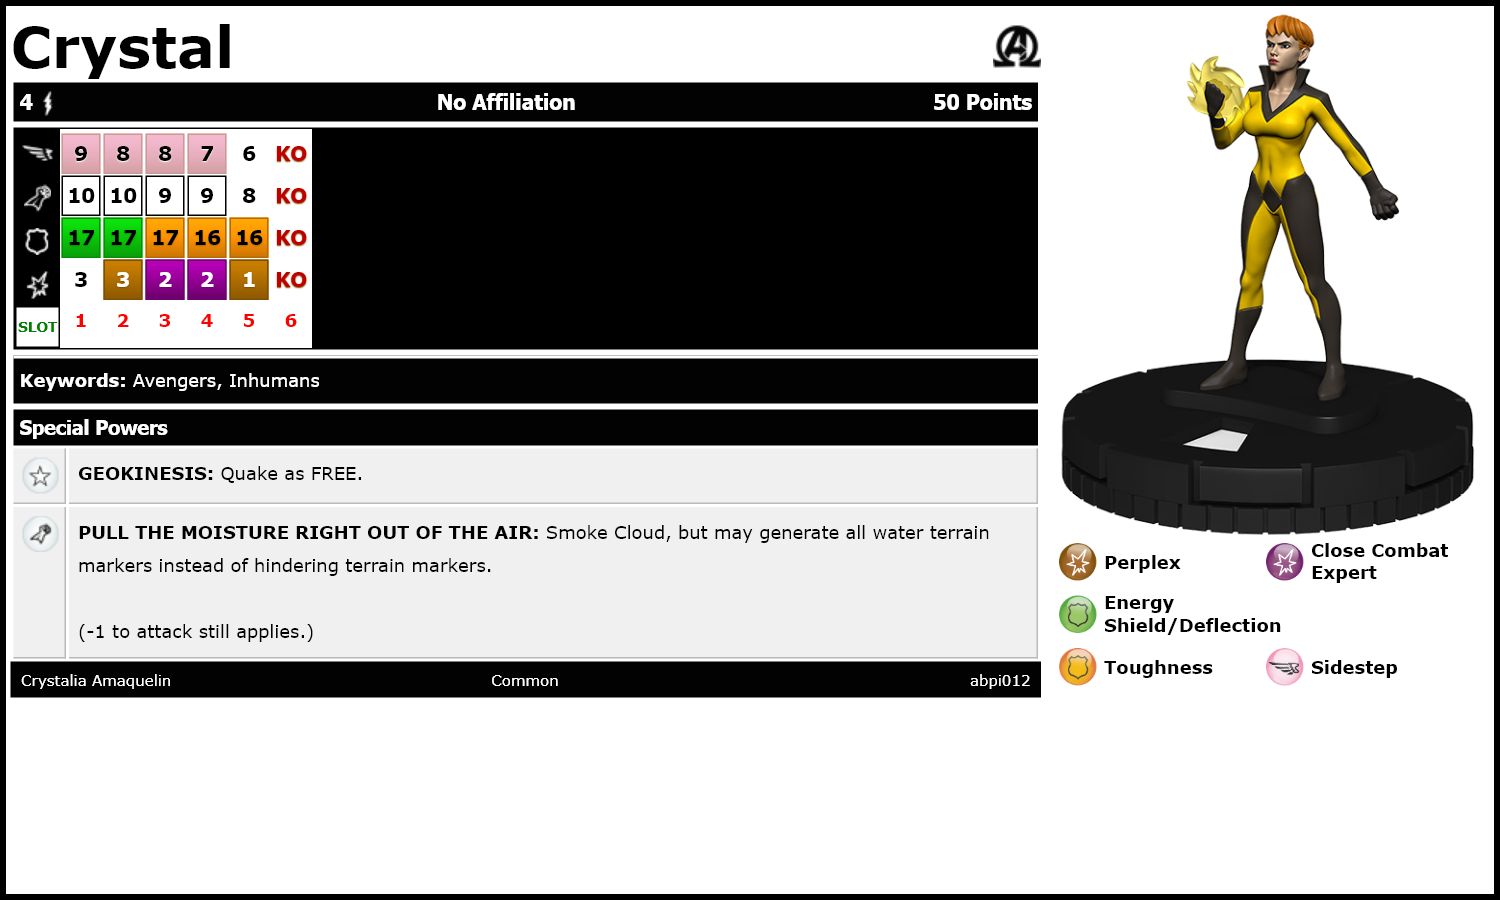 Crystal
4 No Affiliation 50 Points
9 8 8 7 6 KO
10 10 9 9 8 KO
17 17 17 16 16 KO
3 3 2 2 1 KO
SLOT 1 2 3 4 5 6
Keywords: Avengers, Inhumans
Special Powers
GEOKINESIS: Quake as FREE.
PULL THE MOISTURE RIGHT OUT OF THE AIR: Smoke Cloud, but may generate all water terrain
markers instead of hindering terrain markers.
(-1 to attack still applies.)
Crystalia Amaquelin Common abpi012
Perplex
Close Combat
Expert
Energy
Shield/Deflection
Toughness
Sidestep